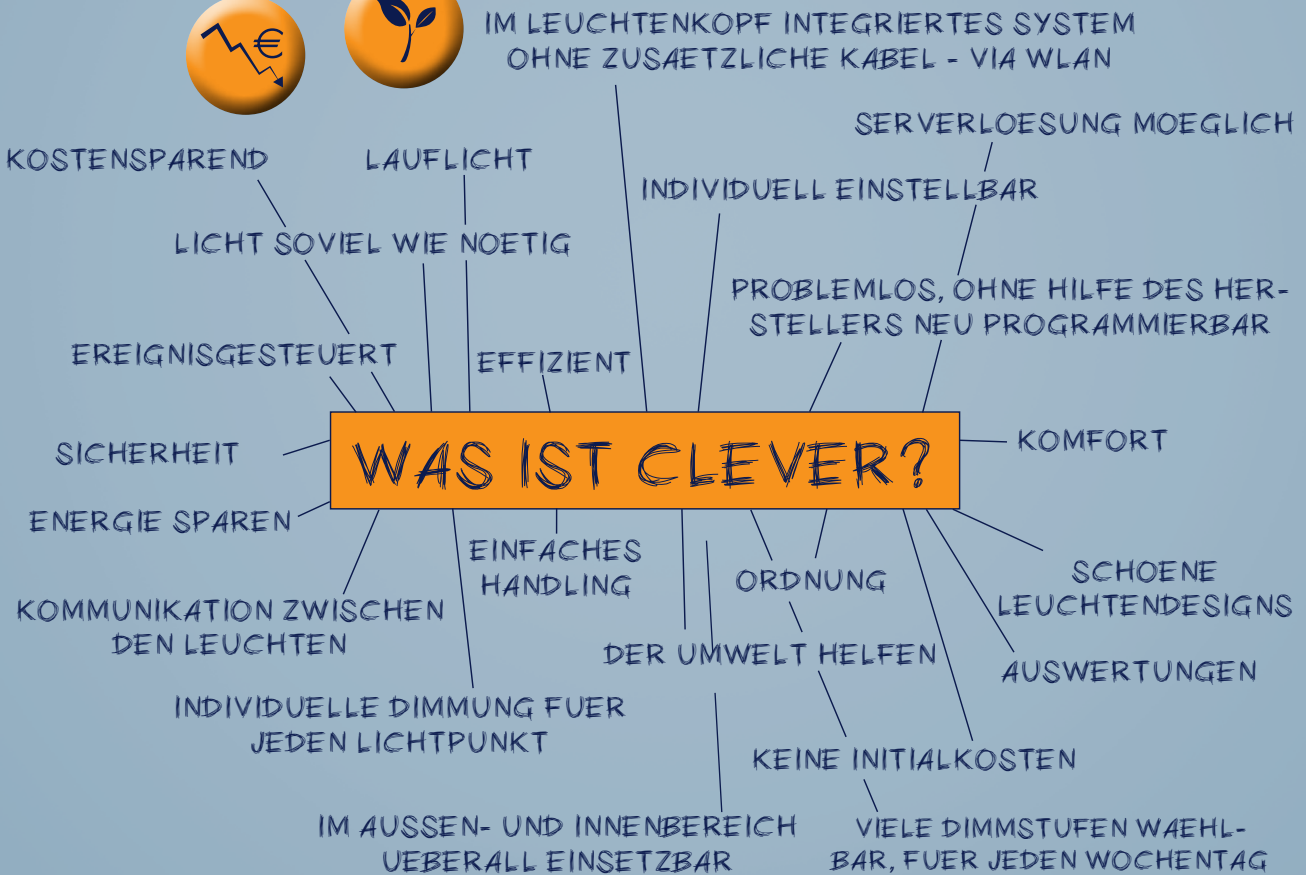 €
IM LEUCHTENKOPF INTEGRIERTES SYSTEM
OHNE ZUSAETZLICHE KABEL - VIA WLAN
SERVERLOESUNG MOEGLICH
KOSTENSPAREND
LAUFLICHT
INDIVIDUELL EINSTELLBAR
LICHT SOVIEL WIE NOETIG
PROBLEMLOS, OHNE HILFE DES HER-
STELLERS NEU PROGRAMMIERBAR
EREIGNISGESTEUERT
EFFIZIENT
WAS IST CLEVER?
SICHERHEIT
KOMFORT
ENERGIE SPAREN
EINFACHES
HANDLING
ORDNUNG
SCHOENE
LEUCHTENDESIGNS
KOMMUNIKATION ZWISCHEN
DEN LEUCHTEN
DER UMWELT HELFEN
AUSWERTUNGEN
INDIVIDUELLE DIMMUNG FUER
JEDEN LICHTPUNKT
KEINE INITIALKOSTEN
IM AUSSEN- UND INNENBEREICH
UEBERALL EINSETZBAR
VIELE DIMMSTUFEN WAEHL-
BAR, FUER JEDEN WOCHENTAG